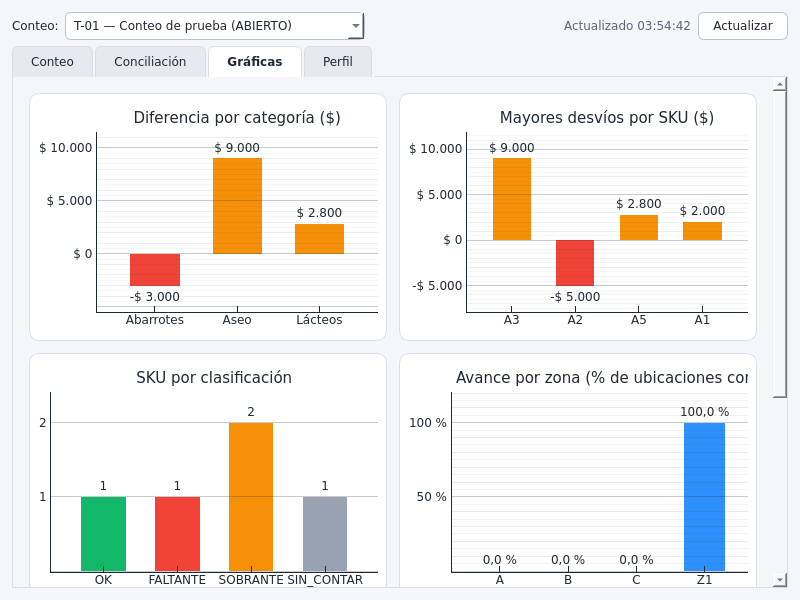 Conteo: T-01 — Conteo de prueba (ABIERTO) Actualizado 03:54:42 Actualizar
Conteo Conciliación Gráficas Perfil
Diferencia por categoría ($)
$ 10.000
$ 5.000
$ 0
$ 9.000
$ 2.800
-$ 3.000
Abarrotes Aseo Lácteos
Mayores desvíos por SKU ($)
$ 10.000
$ 5.000
$ 0
-$ 5.000
$ 9.000
$ 2.800
$ 2.000
-$ 5.000
A3 A2 A5 A1
SKU por clasificación
2
1
1 1 2 1
OK FALTANTE SOBRANTE SIN_CONTAR
Avance por zona (% de ubicaciones con
100 %
50 %
0,0 % 0,0 % 0,0 % 100,0 %
A B C Z1